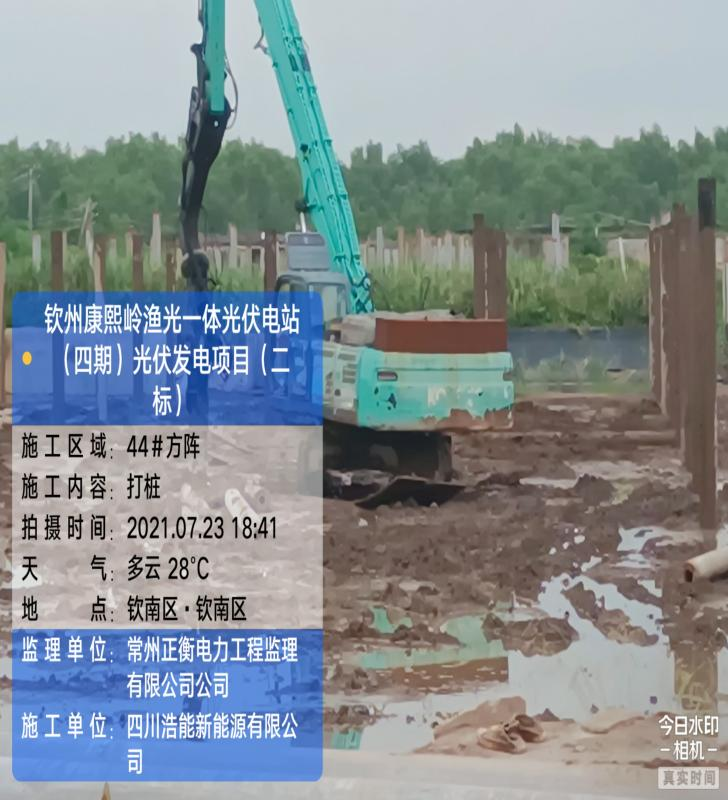 钦州康熙岭渔光一体光伏电站
（四期）光伏发电项目（二
标）
施工区域：44#方阵
施工内容：打桩
拍摄时间：2021.07.23 18:41
天气：多云 28℃
地点：钦南区·钦南区
监理单位：常州正衡电力工程监理
有限公司公司
施工单位：四川浩能新能源有限公
司
今日水印
-相机-
真实时间